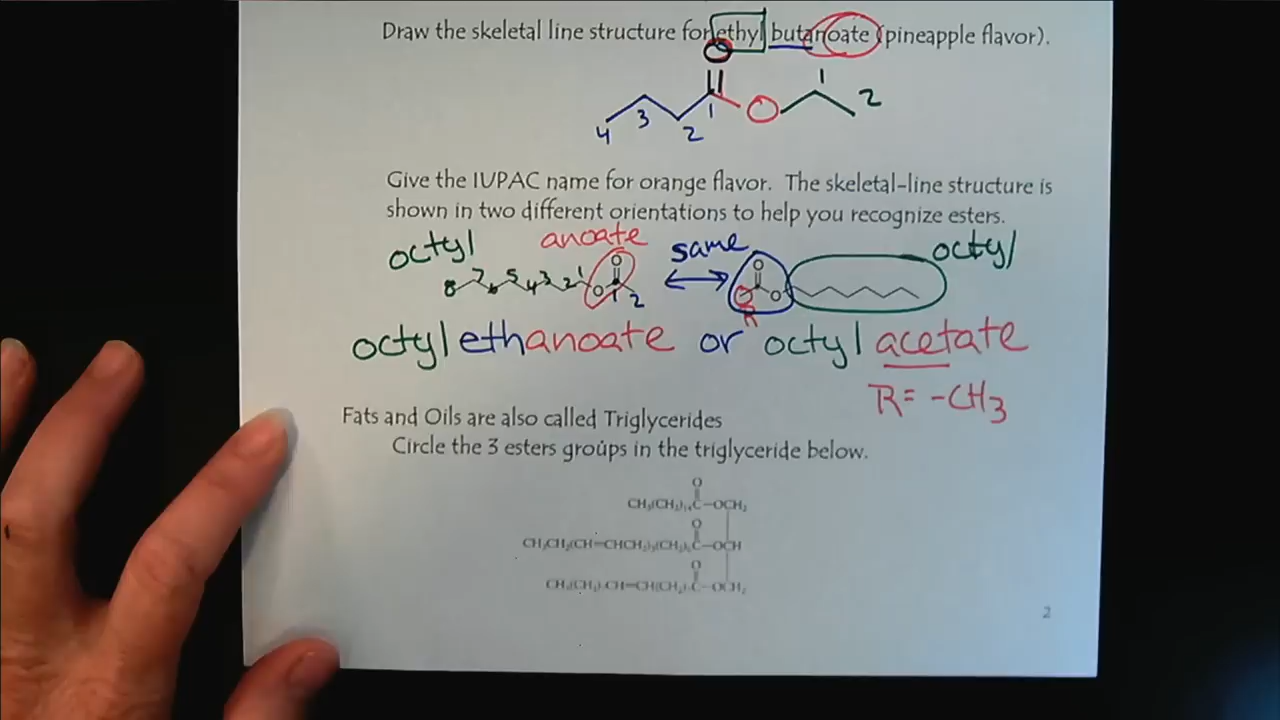 Draw the skeletal line structure for ethyl butanoate (pineapple flavor).
O
O
1
2
4
3
2
1
Give the IUPAC name for orange flavor. The skeletal-line structure is
shown in two different orientations to help you recognize esters.
octyl anoate same octyl
8 7 6 5 4 3 2 1 O O 1 2
O O R
octyl ethanoate or octyl acetate
R= -CH3
Fats and Oils are also called Triglycerides
Circle the 3 esters groups in the triglyceride below.
O
C-OCH2
O
C-OCH
O
C-OCH2
2